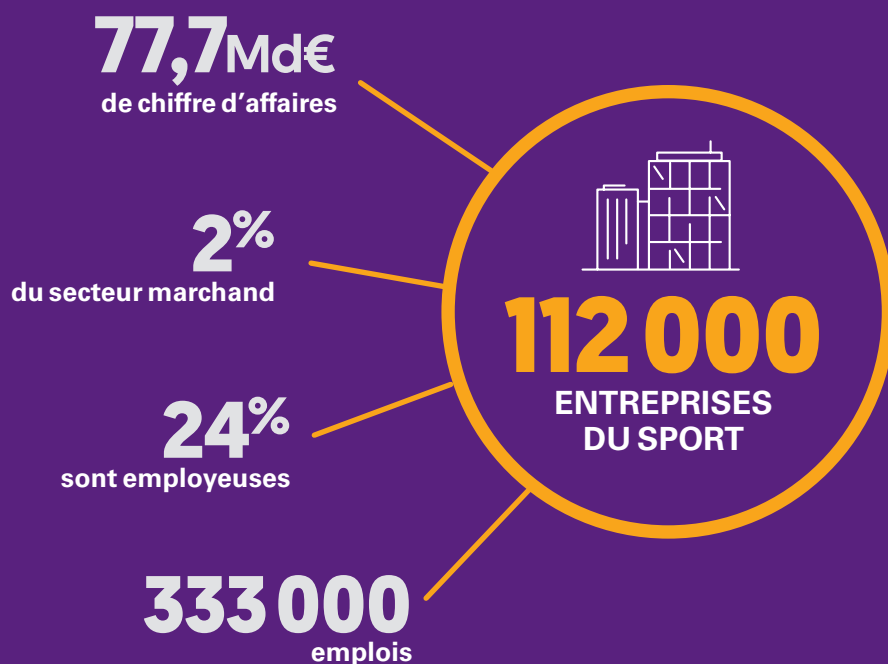 77,7Md€
de chiffre d'affaires
2%
du secteur marchand
24%
sont employeuses
333 000
emplois
112 000
ENTREPRISES
DU SPORT